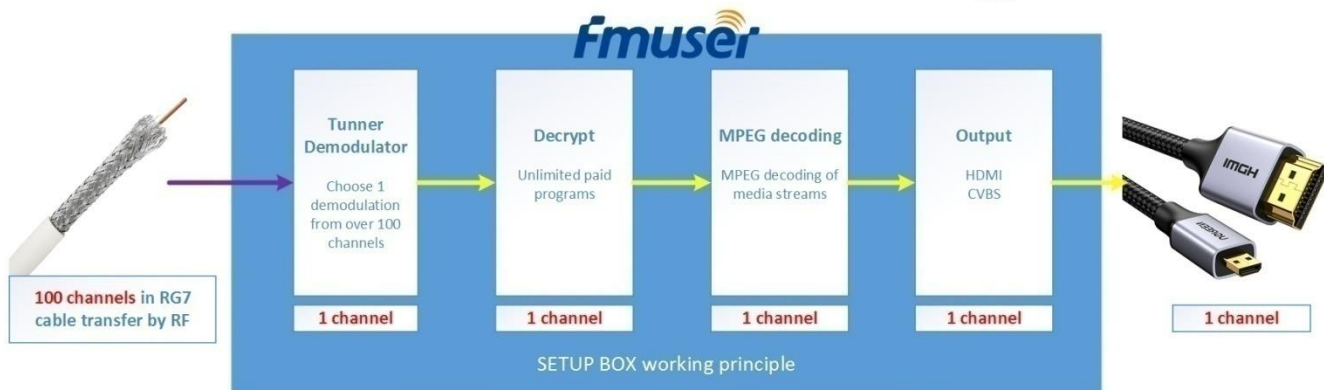 Fmuser
Tunner
Demodulator
Choose 1
demodulation
from over 100
channels
Decrypt
Unlimited paid
programs
MPEG decoding
MPEG decoding of
media streams
Output
HDMI
CVBS
100 channels in RG7
cable transfer by RF
1 channel
1 channel
1 channel
1 channel
1 channel
SETUP BOX working principle